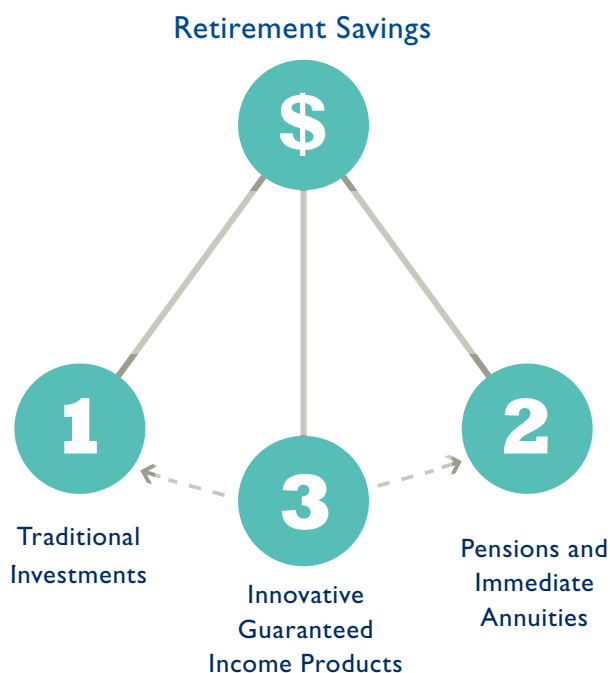 Retirement Savings
$
1
2
3
Traditional
Investments
Pensions and
Immediate
Annuities
Innovative
Guaranteed
Income Products